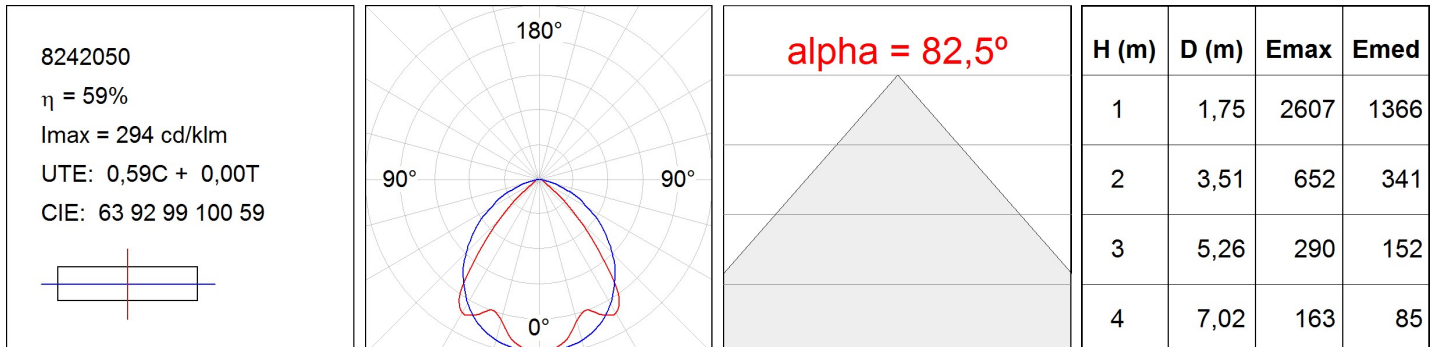 8242050
η = 59%
Imax = 294 cd/klm
UTE: 0,59C + 0,00T
CIE: 63 92 99 100 59
180°
90° 90°
0°
alpha = 82,5º
H (m) D (m) Emax Emed
1 1,75 2607 1366
2 3,51 652 341
3 5,26 290 152
4 7,02 163 85